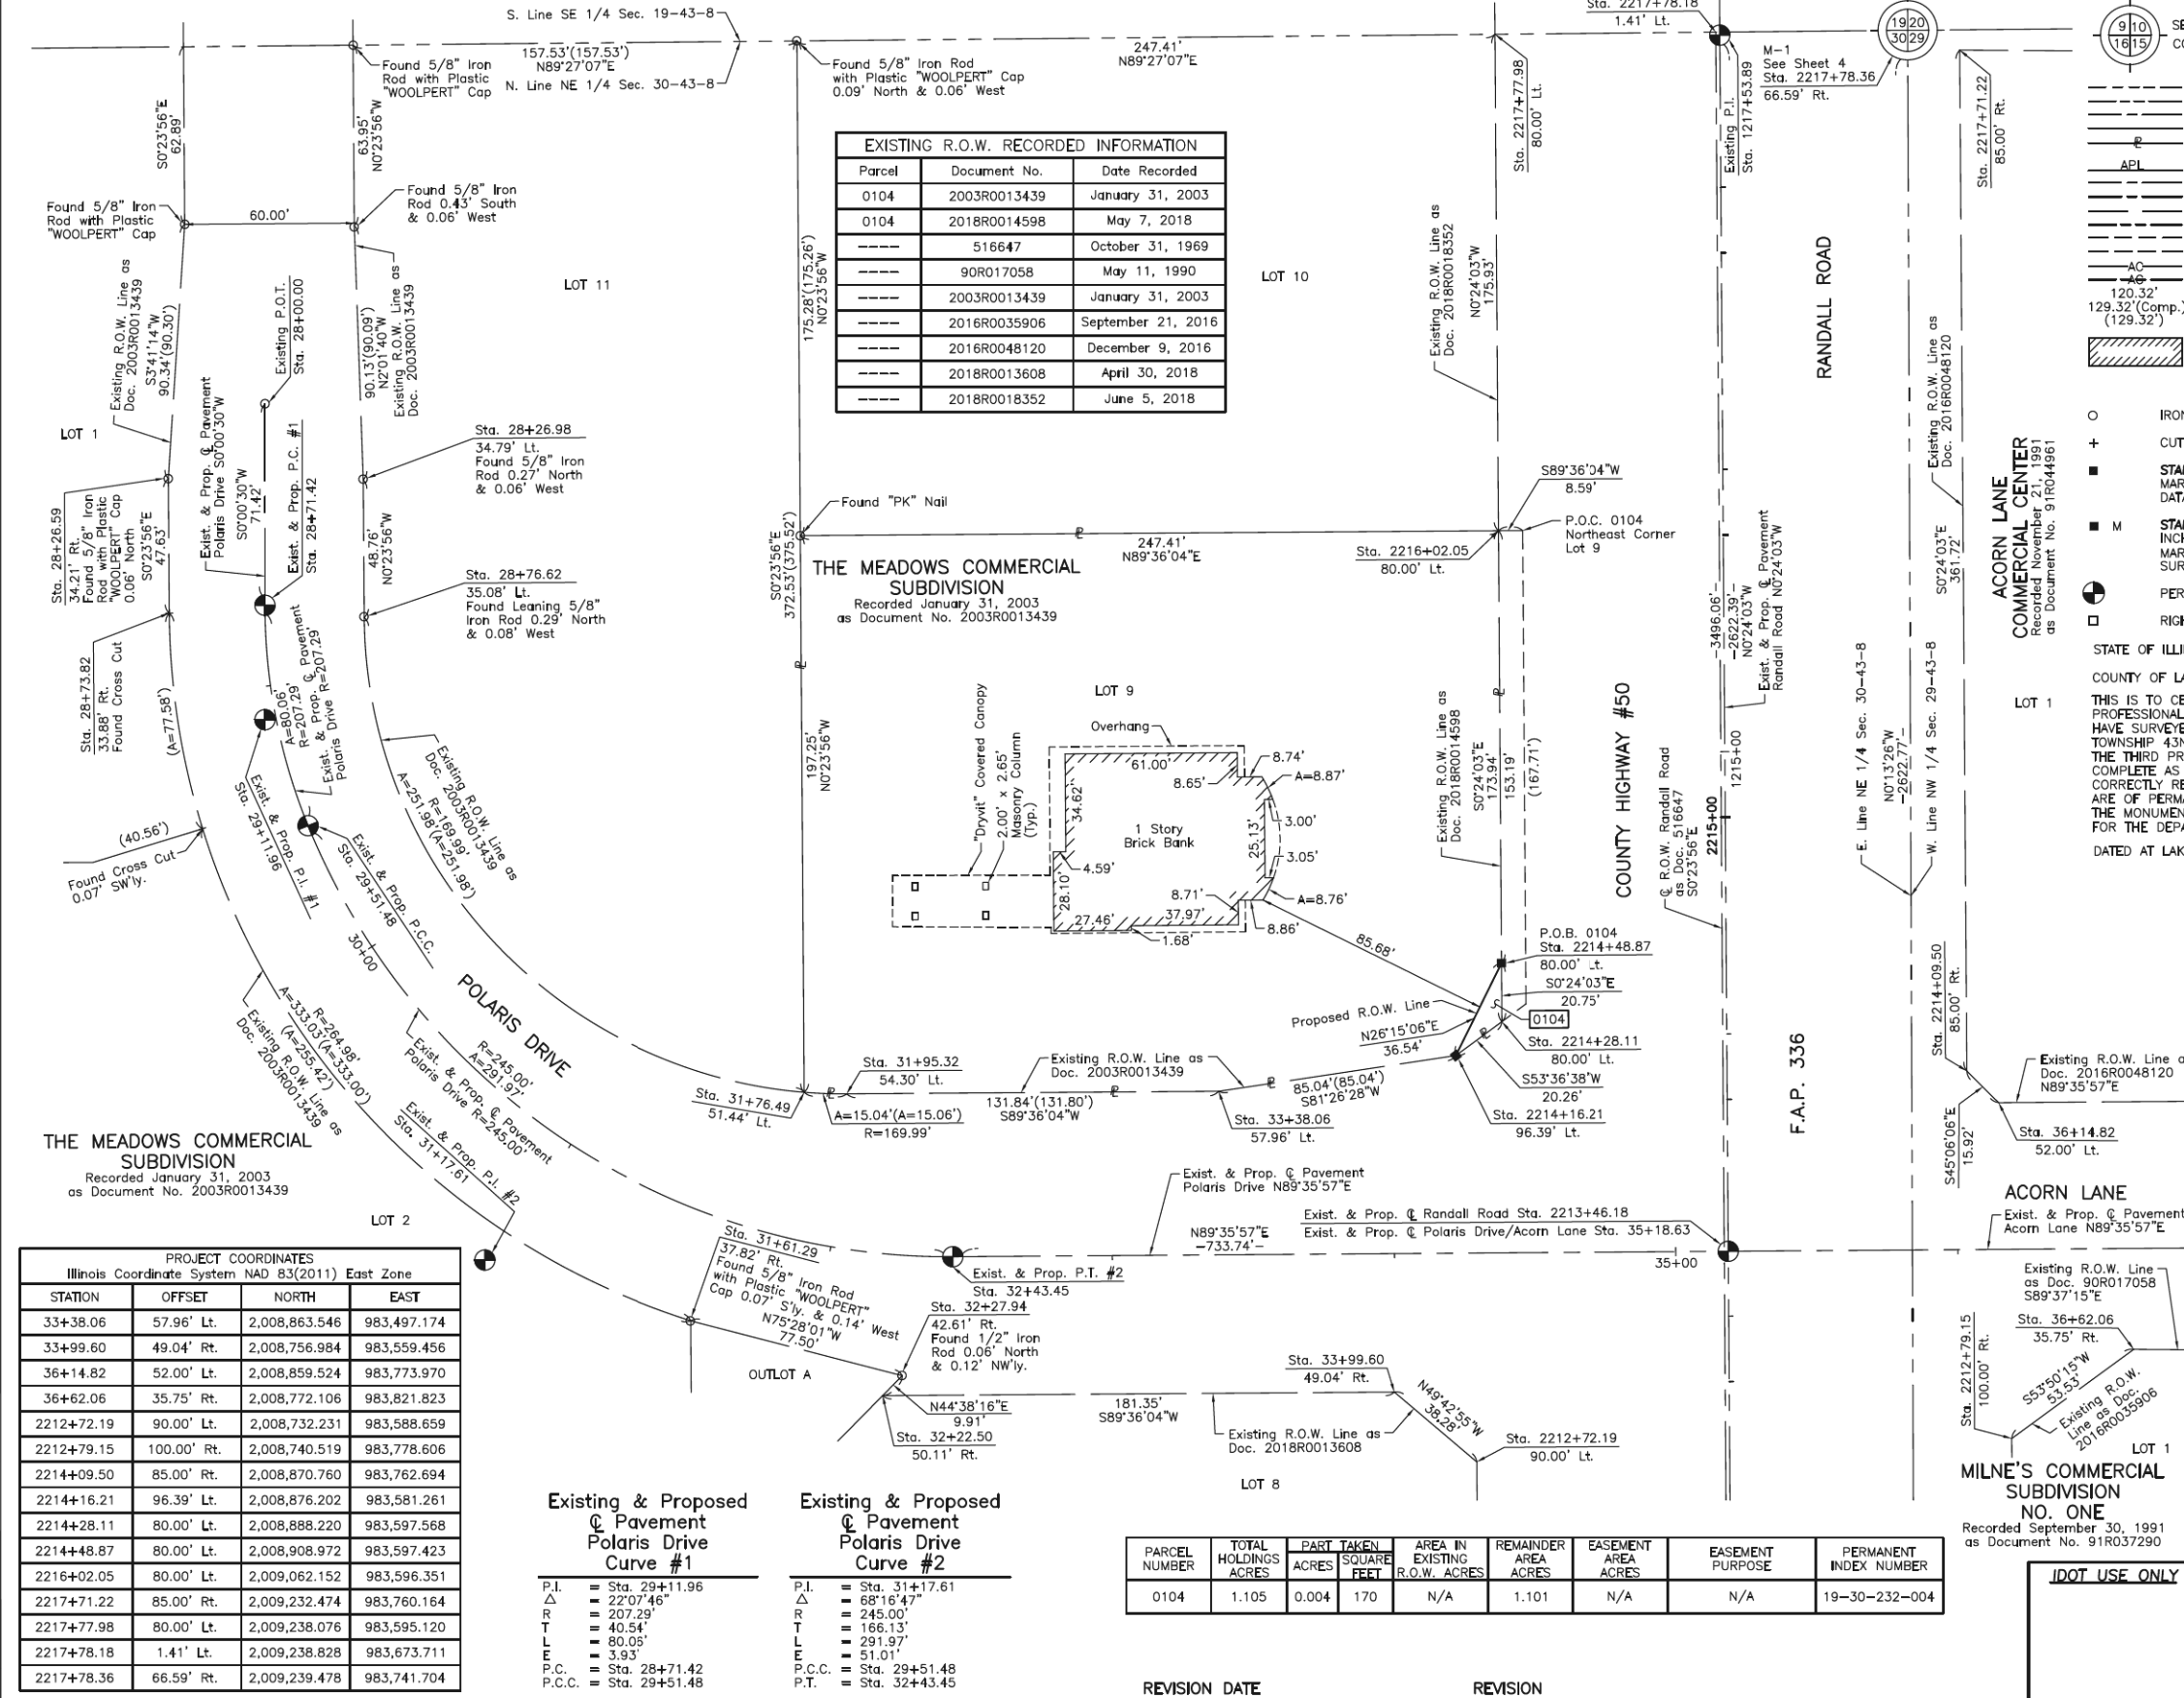 S. Line SE 1/4 Sec. 19-43-8
157.53'(157.53')
N89°27'07"E
N. Line NE 1/4 Sec. 30-43-8
Found 5/8" Iron
Rod with Plastic
"WOOLPERT" Cap
Found 5/8" Iron Rod
with Plastic "WOOLPERT" Cap
0.09' North & 0.06' West
247.41'
N89°27'07"E
Sta. 2217+78.18
1.41' Lt.
Sta. 2217+77.98
80.00' Lt.
Existing P.I.
Sta. 1217+53.89
M-1
See Sheet 4
Sta. 2217+78.36
66.59' Rt.
19 20
30 29
Sta. 2217+71.22
85.00' Rt.
9 10
16 15
S0°23'56"E
62.89'
63.95'
N0°23'56"W
Found 5/8" Iron
Rod with Plastic
"WOOLPERT" Cap
60.00'
Found 5/8" Iron
Rod 0.43' South
& 0.06' West
LOT 11
175.28'(175.26')
N0°23'56"W
EXISTING R.O.W. RECORDED INFORMATION
Parcel Document No. Date Recorded
0104 2003R0013439 January 31, 2003
0104 2018R0014598 May 7, 2018
---- 516647 October 31, 1969
---- 90R017058 May 11, 1990
---- 2003R0013439 January 31, 2003
---- 2016R0035906 September 21, 2016
---- 2016R0048120 December 9, 2016
---- 2018R0013608 April 30, 2018
---- 2018R0018352 June 5, 2018
LOT 10
Existing R.O.W. Line as
Doc. 2018R0018352
N0°24'03"W
175.93'
RANDALL ROAD
Existing R.O.W. Line as
Doc. 2016R0048120
APL
AC
AC
120.32'
129.32'(Comp.)
(129.32')
Existing R.O.W. Line as
Doc. 2003R0013439
S3°41'14"W
90.34'(90.30')
LOT 1
Existing P.O.T.
Sta. 28+00.00
90.13'(90.09')
N2°01'40"W
Existing R.O.W. Line as
Doc. 2003R0013439
Exist. & Prop. ℄ Pavement
Polaris Drive S0°00'30"W
S0°00'30"W
71.42'
Exist. & Prop. P.C. #1
Sta. 28+71.42
Sta. 28+26.98
34.79' Lt.
Found 5/8" Iron
Rod 0.27' North
& 0.06' West
Sta. 28+26.59
34.21' Rt.
Found 5/8" Iron
Rod with Plastic
"WOOLPERT" Cap
0.06' North
S0°23'56"E
47.63'
48.76'
N0°23'56"W
Sta. 28+76.62
35.08' Lt.
Found Leaning 5/8"
Iron Rod 0.29' North
& 0.08' West
Sta. 28+73.82
33.88' Rt.
Found Cross Cut
Found "PK" Nail
S0°23'56"E
372.53'(375.52')
247.41'
N89°36'04"E
THE MEADOWS COMMERCIAL
SUBDIVISION
Recorded January 31, 2003
as Document No. 2003R0013439
S89°36'04"W
8.59'
P.O.C. 0104
Northeast Corner
Lot 9
Sta. 2216+02.05
80.00' Lt.
-3496.06'-
-2622.39'-
N0°24'03"W
Exist. & Prop. ℄ Pavement
Randall Road N0°24'03"W
S0°24'03"E
361.72'
ACORN LANE
COMMERCIAL CENTER
Recorded November 21, 1991
as Document No. 91R044961
IRON
CUT
STA
MAR
DATA
M STA
INCH
MAR
SUR
PER
RIGH
STATE OF ILLI
COUNTY OF LA
THIS IS TO CE
PROFESSIONAL
HAVE SURVEYE
TOWNSHIP 43N
THE THIRD PR
COMPLETE AS
CORRECTLY RE
ARE OF PERMA
THE MONUMEN
FOR THE DEPA
DATED AT LAK
LOT 1
(A=77.58')
A=80.06'
R=207.29'
Exist. & Prop. ℄ Pavement
Polaris Drive R=207.29'
Exist. & Prop. P.I. #1
Sta. 29+11.96
Exist. & Prop. P.C.C.
Sta. 29+51.48
Existing R.O.W. Line as
Doc. 2003R0013439
R=169.99'
A=251.98'(A=251.98')
(40.56')
Found Cross Cut
0.07' SW'ly.
30+00
197.25'
N0°23'56"W
LOT 9
Overhang
"Dryvit" Covered Canopy
2.00' x 2.65'
Masonry Column
(Typ.)
61.00'
8.65'
8.74'
A=8.87'
34.62'
1 Story
Brick Bank
25.13'
3.00'
3.05'
4.59'
28.10'
8.71'
A=8.76'
27.46'
37.97'
8.86'
1.68'
85.68'
Existing R.O.W. Line as
Doc. 2018R0014598
S0°24'03"E
173.94'
153.19'
(167.71')
COUNTY HIGHWAY #50
℄ R.O.W. Randall Road
as Doc. 516647
S0°23'56"E
2215+00
1215+00
E. Line NE 1/4 Sec. 30-43-8
N0°13'26"W
-2622.77'-
W. Line NW 1/4 Sec. 29-43-8
P.O.B. 0104
Sta. 2214+48.87
80.00' Lt.
S0°24'03"E
20.75'
0104
Proposed R.O.W. Line
N26°15'06"E
36.54'
Sta. 2214+28.11
80.00' Lt.
S53°36'38"W
20.26'
Sta. 2214+16.21
96.39' Lt.
F.A.P. 336
Sta. 2214+09.50
85.00' Rt.
Existing R.O.W. Line a
Doc. 2016R0048120
N89°35'57"E
S45°06'06"E
15.92'
Sta. 36+14.82
52.00' Lt.
POLARIS DRIVE
R=264.98'
A=333.03'(A=333.00')
(A=255.42')
Existing R.O.W. Line as
Doc. 2003R0013439
R=245.00'
A=291.97'
Exist. & Prop. ℄ Pavement
Polaris Drive R=245.00'
Sta. 31+76.49
51.44' Lt.
Sta. 31+95.32
54.30' Lt.
A=15.04'(A=15.06')
R=169.99'
Existing R.O.W. Line as
Doc. 2003R0013439
131.84'(131.80')
S89°36'04"W
85.04'(85.04')
S81°26'28"W
Sta. 33+38.06
57.96' Lt.
THE MEADOWS COMMERCIAL
SUBDIVISION
Recorded January 31, 2003
as Document No. 2003R0013439
Exist. & Prop. P.I. #2
Sta. 31+17.61
LOT 2
Exist. & Prop. ℄ Pavement
Polaris Drive N89°35'57"E
N89°35'57"E
-733.74'-
Exist. & Prop. ℄ Randall Road Sta. 2213+46.18
Exist. & Prop. ℄ Polaris Drive/Acorn Lane Sta. 35+18.63
35+00
ACORN LANE
Exist. & Prop. ℄ Pavement
Acorn Lane N89°35'57"E
Sta. 31+61.29
37.82' Rt.
Found 5/8" Iron Rod
with Plastic "WOOLPERT"
Cap 0.07' S'ly. & 0.14' West
N75°28'01"W
77.50'
Exist. & Prop. P.T. #2
Sta. 32+43.45
Sta. 32+27.94
42.61' Rt.
Found 1/2" Iron
Rod 0.06' North
& 0.12' NW'ly.
OUTLOT A
N44°38'16"E
9.91'
Sta. 32+22.50
50.11' Rt.
181.35'
S89°36'04"W
Existing R.O.W. Line as
Doc. 2018R0013608
Sta. 33+99.60
49.04' Rt.
N49°42'55"W
38.28'
Sta. 2212+72.19
90.00' Lt.
LOT 8
Existing R.O.W. Line
as Doc. 90R017058
S89°37'15"E
Sta. 36+62.06
35.75' Rt.
Sta. 2212+79.15
100.00' Rt.
S53°50'15"W
53.53'
Existing R.O.W.
Line as Doc.
2016R0035906
LOT 1
MILNE'S COMMERCIAL
SUBDIVISION
NO. ONE
Recorded September 30, 1991
as Document No. 91R037290
PROJECT COORDINATES
Illinois Coordinate System NAD 83(2011) East Zone
STATION OFFSET NORTH EAST
33+38.06 57.96' Lt. 2,008,863.546 983,497.174
33+99.60 49.04' Rt. 2,008,756.984 983,559.456
36+14.82 52.00' Lt. 2,008,859.524 983,773.970
36+62.06 35.75' Rt. 2,008,772.106 983,821.823
2212+72.19 90.00' Lt. 2,008,732.231 983,588.659
2212+79.15 100.00' Rt. 2,008,740.519 983,778.606
2214+09.50 85.00' Rt. 2,008,870.760 983,762.694
2214+16.21 96.39' Lt. 2,008,876.202 983,581.261
2214+28.11 80.00' Lt. 2,008,888.220 983,597.568
2214+48.87 80.00' Lt. 2,008,908.972 983,597.423
2216+02.05 80.00' Lt. 2,009,062.152 983,596.351
2217+71.22 85.00' Rt. 2,009,232.474 983,760.164
2217+77.98 80.00' Lt. 2,009,238.076 983,595.120
2217+78.18 1.41' Lt. 2,009,238.828 983,673.711
2217+78.36 66.59' Rt. 2,009,239.478 983,741.704
Existing & Proposed
℄ Pavement
Polaris Drive
Curve #1
P.I. = Sta. 29+11.96
△ = 22°07'46"
R = 207.29'
T = 40.54'
L = 80.06'
E = 3.93'
P.C. = Sta. 28+71.42
P.C.C. = Sta. 29+51.48
Existing & Proposed
℄ Pavement
Polaris Drive
Curve #2
P.I. = Sta. 31+17.61
△ = 68°16'47"
R = 245.00'
T = 166.13'
L = 291.97'
E = 51.01'
P.C.C. = Sta. 29+51.48
P.T. = Sta. 32+43.45
PARCEL NUMBER TOTAL HOLDINGS ACRES PART TAKEN ACRES SQUARE FEET AREA IN EXISTING R.O.W. ACRES REMAINDER AREA ACRES EASEMENT AREA ACRES EASEMENT PURPOSE PERMANENT INDEX NUMBER
0104 1.105 0.004 170 N/A 1.101 N/A N/A 19-30-232-004
REVISION DATE REVISION
IDOT USE ONLY